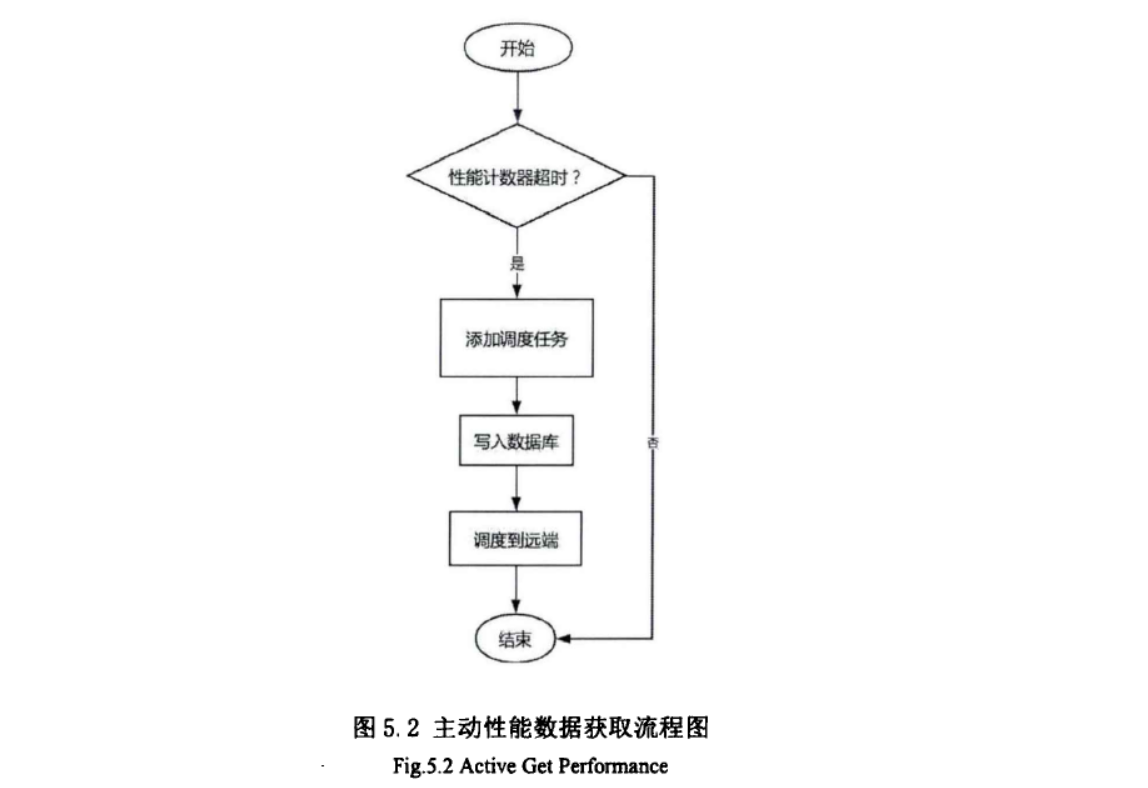 开始
性能计数器超时？
是
添加调度任务
写入数据库
否
调度到远端
结束
图 5.2 主动性能数据获取流程图
Fig.5.2 Active Get Performance